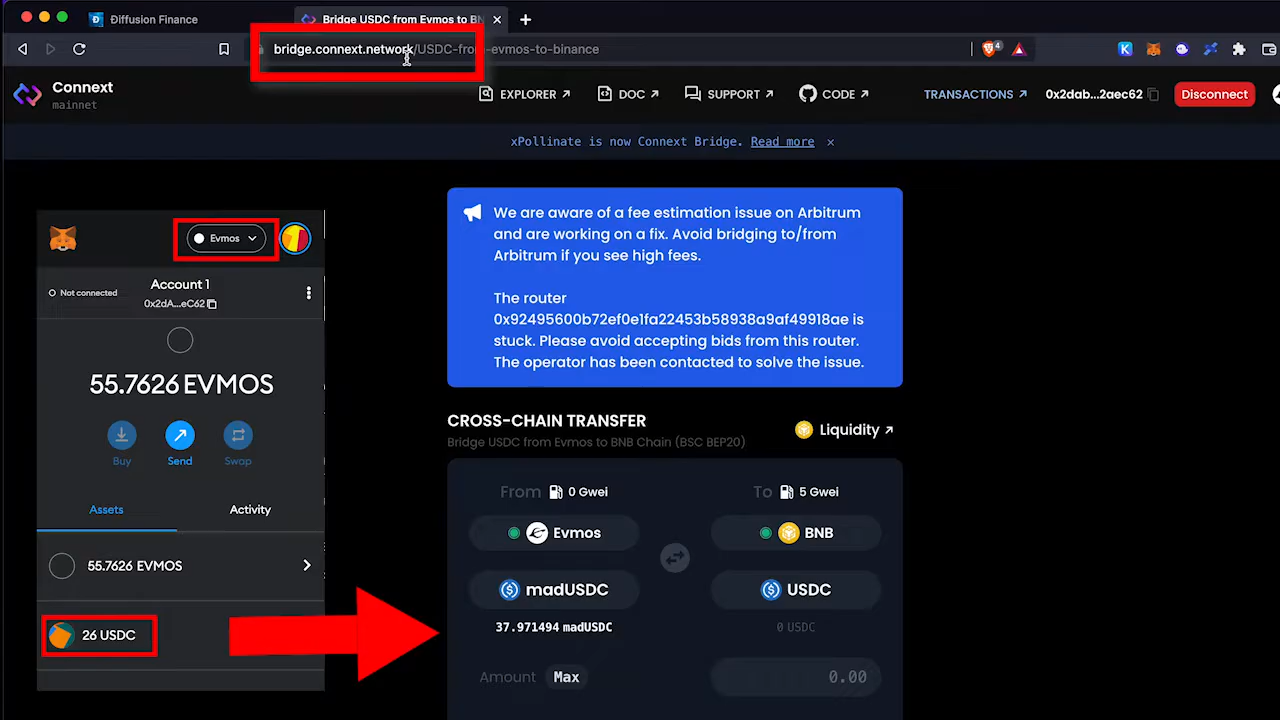 Ðiffusion Finance
Bridge USDC from Evmos to BN
bridge.connext.network/USDC-from-evmos-to-binance
4
K
Connext
mainnet
EXPLORER ↗
DOC ↗
SUPPORT ↗
CODE ↗
TRANSACTIONS ↗
0x2dab...2aec62
Disconnect
xPollinate is now Connext Bridge. Read more ×
We are aware of a fee estimation issue on Arbitrum
and are working on a fix. Avoid bridging to/from
Arbitrum if you see high fees.
The router
0x92495600b72ef0e1fa22453b58938a9af49918ae is
stuck. Please avoid accepting bids from this router.
The operator has been contacted to solve the issue.
Evmos
Not connected
Account 1
0x2dA...eC62
55.7626 EVMOS
Buy
Send
Swap
Assets
Activity
55.7626 EVMOS
26 USDC
CROSS-CHAIN TRANSFER
Bridge USDC from Evmos to BNB Chain (BSC BEP20)
Liquidity ↗
From 0 Gwei
To 5 Gwei
Evmos
BNB
madUSDC
USDC
37.971494 madUSDC
0 USDC
Amount Max
0.00